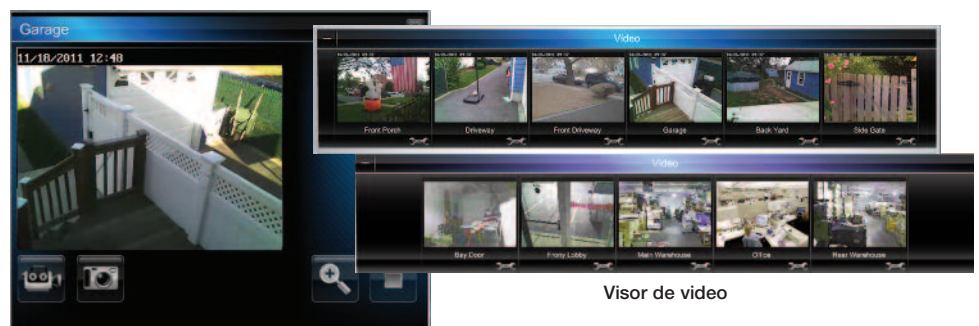 Garage
11/18/2011 12:48
Video
Front Porch
Driveway
Front Driveway
Garage
Back Yard
Side Gate
Video
Bay Door
Frony Lobby
Main Warehouse
Office
Rear Warehouse
Visor de video